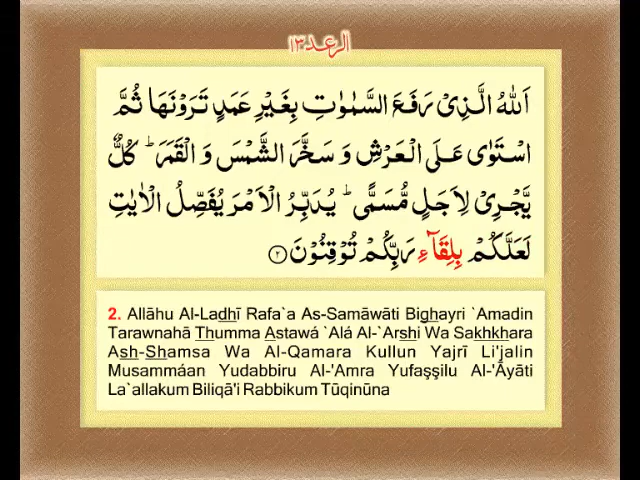 الرعد ۱۳
اَللّٰهُ الَّذِیْ رَفَعَ السَّمٰوٰتِ بِغَیْرِ عَمَدٍ تَرَوْنَهَا ثُمَّ
اسْتَوٰی عَلَی الْعَرْشِ وَ سَخَّرَ الشَّمْسَ وَ الْقَمَرَ ؕ كُلٌّ
یَّجْرِیْ لِاَجَلٍ مُّسَمًّی ؕ یُدَبِّرُ الْاَمْرَ یُفَصِّلُ الْاٰیٰتِ
لَعَلَّكُمْ بِلِقَآءِ رَبِّكُمْ تُوْقِنُوْنَ ۲
2. Allāhu Al-Ladhī Rafa`a As-Samāwāti Bighayri `Amadin
Tarawnahā Thumma Astawá `Alá Al-`Arshi Wa Sakhkhara
Ash-Shamsa Wa Al-Qamara Kullun Yajrī Li'jalin
Musammáan Yudabbiru Al-'Amra Yufaşşilu Al-'Āyāti
La`allakum Biliqā'i Rabbikum Tūqinūna